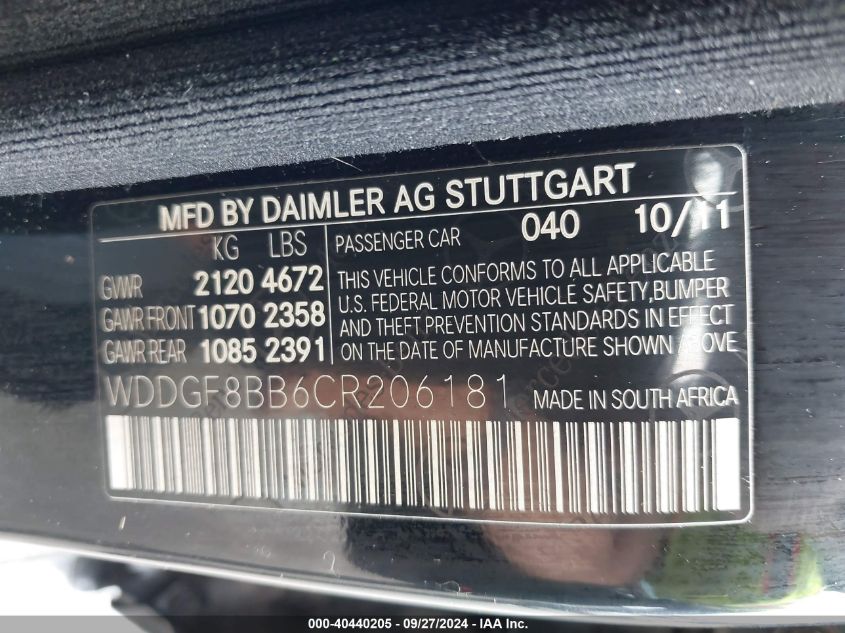 MFD BY DAIMLER AG STUTTGART
KG LBS
GVWR 2120 4672
GAWR FRONT 1070 2358
GAWR REAR 1085 2391
PASSENGER CAR 040 10/11
THIS VEHICLE CONFORMS TO ALL APPLICABLE
U.S. FEDERAL MOTOR VEHICLE SAFETY,BUMPER
AND THEFT PREVENTION STANDARDS IN EFFECT
ON THE DATE OF MANUFACTURE SHOWN ABOVE
WDDGF8BB6CR206181 MADE IN SOUTH AFRICA
000-40440205 - 09/27/2024 - IAA Inc.